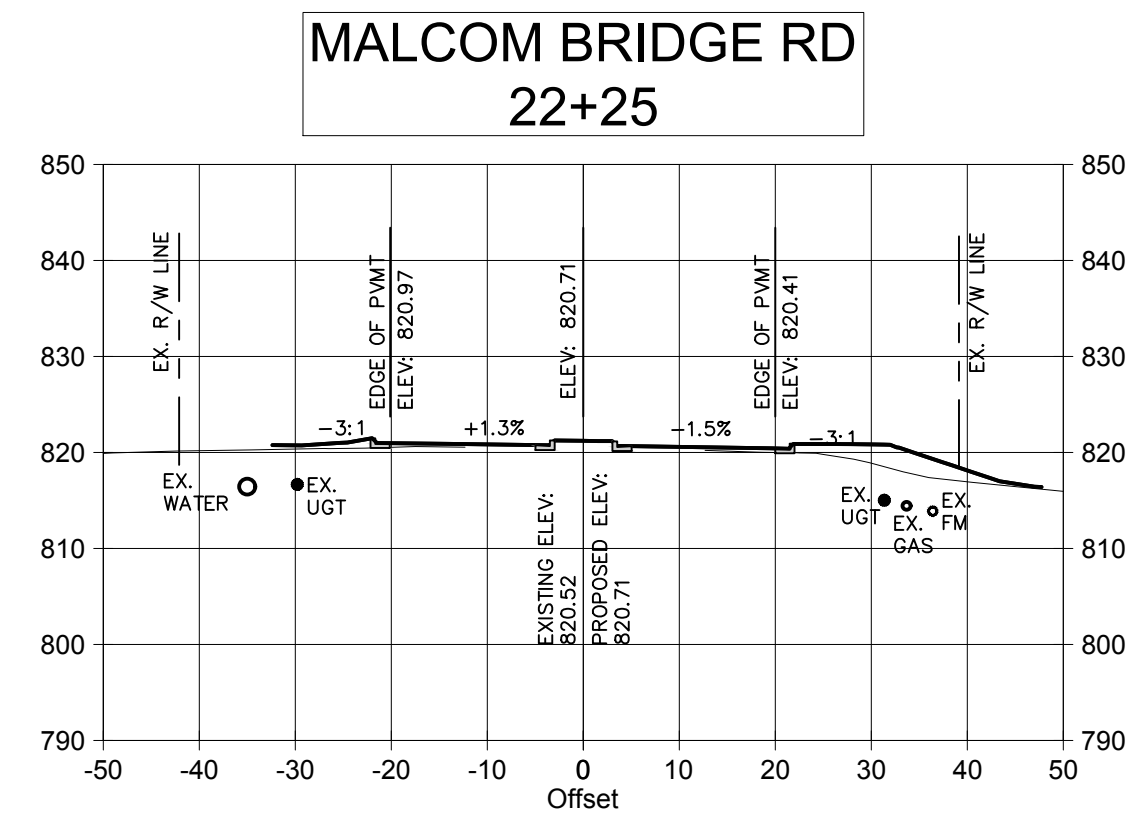 MALCOM BRIDGE RD
22+25
850
850
840
840
830
830
820
820
810
810
800
800
790
790
EX. R/W LINE
EDGE OF PVMT
ELEV: 820.97
ELEV: 820.71
EDGE OF PVMT
ELEV: 820.41
EX. R/W LINE
-3:1
+1.3%
-1.5%
-3:1
EX.
WATER
EX.
UGT
EX.
UGT
EX.
GAS
EX.
FM
EXISTING ELEV:
820.52
PROPOSED ELEV:
820.71
-50 -40 -30 -20 -10 0 10 20 30 40 50
Offset